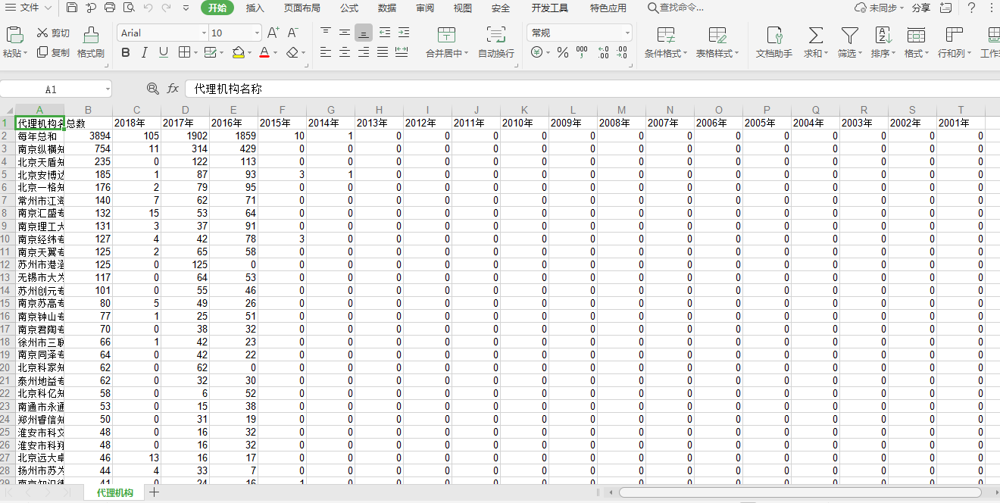 文件 开始 插入 页面布局 公式 数据 审阅 视图 安全 开发工具 特色应用 查找命令... 未同步 分享 ?
粘贴 剪切 复制 格式刷 Arial 10 A+ A- B I U A 合并居中 自动换行 常规 条件格式 表格样式 文档助手 求和 筛选 排序 格式 行和列
A1 fx 代理机构名称
A B C D E F G H I J K L M N O P Q R S T
1 代理机构名 总数 2018年 2017年 2016年 2015年 2014年 2013年 2012年 2011年 2010年 2009年 2008年 2007年 2006年 2005年 2004年 2003年 2002年 2001年
2 每年总和 3894 105 1902 1859 10 1 0 0 0 0 0 0 0 0 0 0 0 0 0
3 南京纵横知 754 11 314 429 0 0 0 0 0 0 0 0 0 0 0 0 0 0 0
4 北京天盾知 235 0 122 113 0 0 0 0 0 0 0 0 0 0 0 0 0 0 0
5 北京安博达 185 1 87 93 3 1 0 0 0 0 0 0 0 0 0 0 0 0 0
6 北京一格知 176 2 79 95 0 0 0 0 0 0 0 0 0 0 0 0 0 0 0
7 常州市江海 140 7 62 71 0 0 0 0 0 0 0 0 0 0 0 0 0 0 0
8 南京汇盛专 132 15 53 64 0 0 0 0 0 0 0 0 0 0 0 0 0 0 0
9 南京理工大 131 3 37 91 0 0 0 0 0 0 0 0 0 0 0 0 0 0 0
10 南京经纬专 127 4 42 78 3 0 0 0 0 0 0 0 0 0 0 0 0 0 0
11 南京天翼专 125 2 65 58 0 0 0 0 0 0 0 0 0 0 0 0 0 0 0
12 苏州市港澄 125 0 125 0 0 0 0 0 0 0 0 0 0 0 0 0 0 0 0
13 无锡市大为 117 0 64 53 0 0 0 0 0 0 0 0 0 0 0 0 0 0 0
14 苏州创元专 101 0 55 46 0 0 0 0 0 0 0 0 0 0 0 0 0 0 0
15 南京苏高专 80 5 49 26 0 0 0 0 0 0 0 0 0 0 0 0 0 0 0
16 南京钟山专 77 1 25 51 0 0 0 0 0 0 0 0 0 0 0 0 0 0 0
17 南京君陶专 70 0 38 32 0 0 0 0 0 0 0 0 0 0 0 0 0 0 0
18 徐州市三联 66 1 42 23 0 0 0 0 0 0 0 0 0 0 0 0 0 0 0
19 南京同泽专 64 0 42 22 0 0 0 0 0 0 0 0 0 0 0 0 0 0 0
20 北京科家知 62 0 62 0 0 0 0 0 0 0 0 0 0 0 0 0 0 0 0
21 泰州地益专 62 0 32 30 0 0 0 0 0 0 0 0 0 0 0 0 0 0 0
22 北京科亿知 58 0 6 52 0 0 0 0 0 0 0 0 0 0 0 0 0 0 0
23 南通市永通 53 0 15 38 0 0 0 0 0 0 0 0 0 0 0 0 0 0 0
24 郑州睿信知 50 0 31 19 0 0 0 0 0 0 0 0 0 0 0 0 0 0 0
25 淮安市科文 48 0 16 32 0 0 0 0 0 0 0 0 0 0 0 0 0 0 0
26 淮安市科翔 48 0 16 32 0 0 0 0 0 0 0 0 0 0 0 0 0 0 0
27 北京远大卓 46 13 16 17 0 0 0 0 0 0 0 0 0 0 0 0 0 0 0
28 扬州市苏为 44 4 33 7 0 0 0 0 0 0 0 0 0 0 0 0 0 0 0
29 南京知识律 41 0 24 16 1 0 0 0 0 0 0 0 0 0 0 0 0 0 0
代理机构